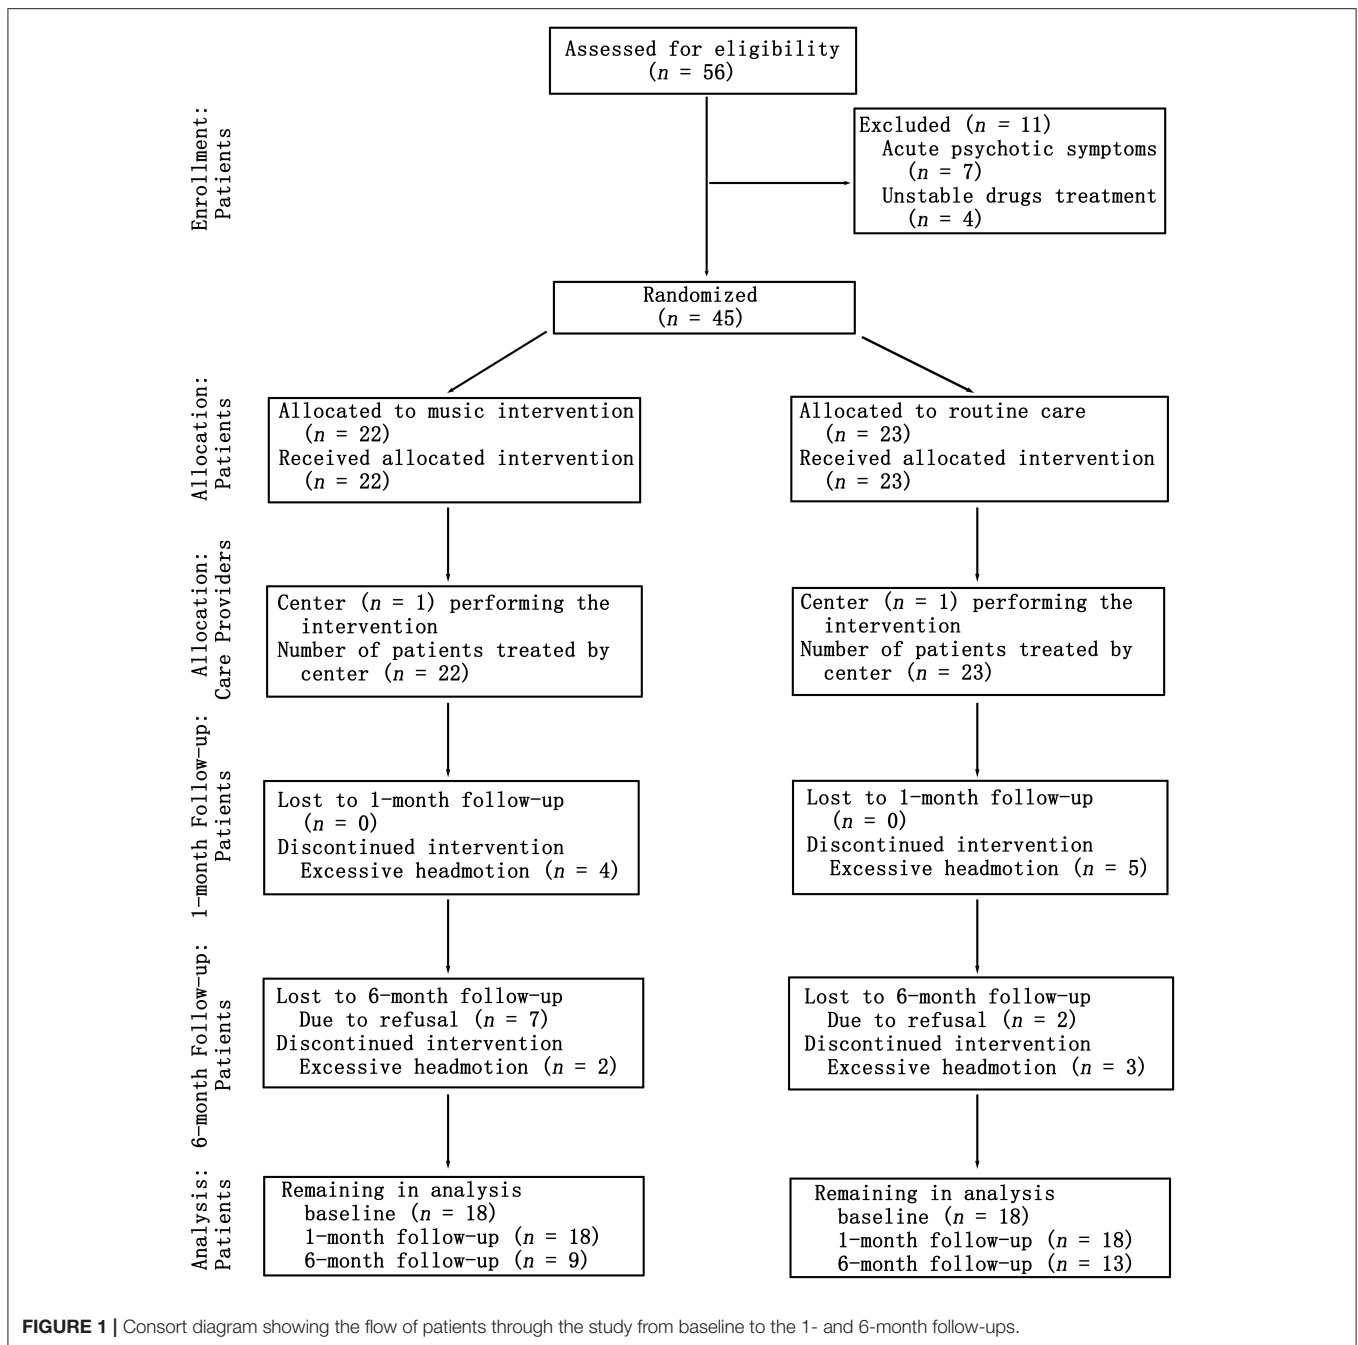 Assessed for eligibility
(n = 56)
Enrollment:
Patients
Excluded (n = 11)
Acute psychotic symptoms
(n = 7)
Unstable drugs treatment
(n = 4)
Randomized
(n = 45)
Allocation:
Patients
Allocated to music intervention
(n = 22)
Received allocated intervention
(n = 22)
Allocated to routine care
(n = 23)
Received allocated intervention
(n = 23)
Allocation:
Care Providers
Center (n = 1) performing the
intervention
Number of patients treated by
center (n = 22)
Center (n = 1) performing the
intervention
Number of patients treated by
center (n = 23)
1-month Follow-up:
Patients
Lost to 1-month follow-up
(n = 0)
Discontinued intervention
Excessive headmotion (n = 4)
Lost to 1-month follow-up
(n = 0)
Discontinued intervention
Excessive headmotion (n = 5)
6-month Follow-up:
Patients
Lost to 6-month follow-up
Due to refusal (n = 7)
Discontinued intervention
Excessive headmotion (n = 2)
Lost to 6-month follow-up
Due to refusal (n = 2)
Discontinued intervention
Excessive headmotion (n = 3)
Analysis:
Patients
Remaining in analysis
baseline (n = 18)
1-month follow-up (n = 18)
6-month follow-up (n = 9)
Remaining in analysis
baseline (n = 18)
1-month follow-up (n = 18)
6-month follow-up (n = 13)
FIGURE 1 | Consort diagram showing the flow of patients through the study from baseline to the 1- and 6-month follow-ups.